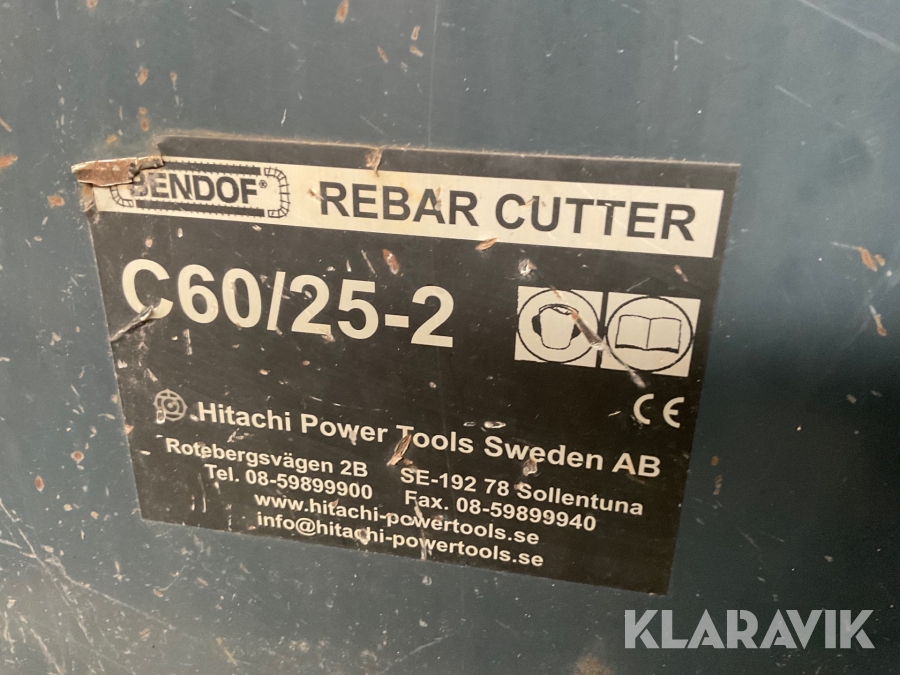 BENDOF® REBAR CUTTER
C60/25-2
CE
Hitachi Power Tools Sweden AB
Rotebergsvägen 2B SE-192 78 Sollentuna
Tel. 08-59899900 Fax. 08-59899940
www.hitachi-powertools.se
info@hitachi-powertools.se
KLARAVIK